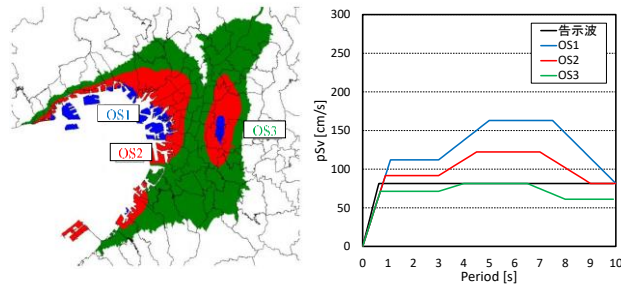 OS1
OS2
OS3
300
250
200
150
100
50
0
pSv [cm/s]
告示波
OS1
OS2
OS3
0 1 2 3 4 5 6 7 8 9 10
Period [s]